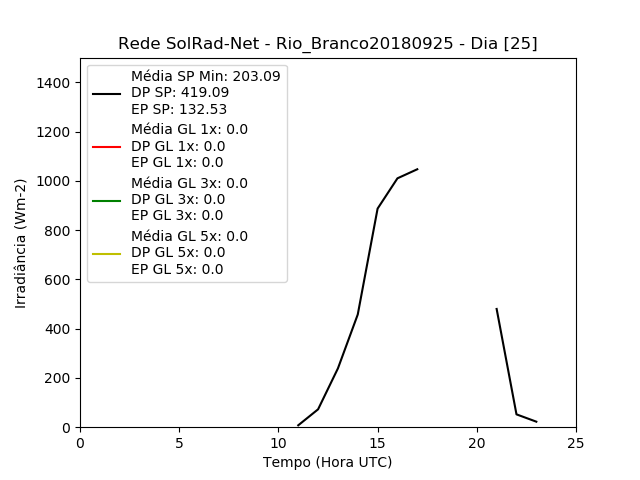 Rede SolRad-Net - Rio_Branco20180925 - Dia [25]
Média SP Min: 203.09
DP SP: 419.09
EP SP: 132.53
Média GL 1x: 0.0
DP GL 1x: 0.0
EP GL 1x: 0.0
Média GL 3x: 0.0
DP GL 3x: 0.0
EP GL 3x: 0.0
Média GL 5x: 0.0
DP GL 5x: 0.0
EP GL 5x: 0.0
Irradiância (Wm-2)
1400
1200
1000
800
600
400
200
0
0 5 10 15 20 25
Tempo (Hora UTC)